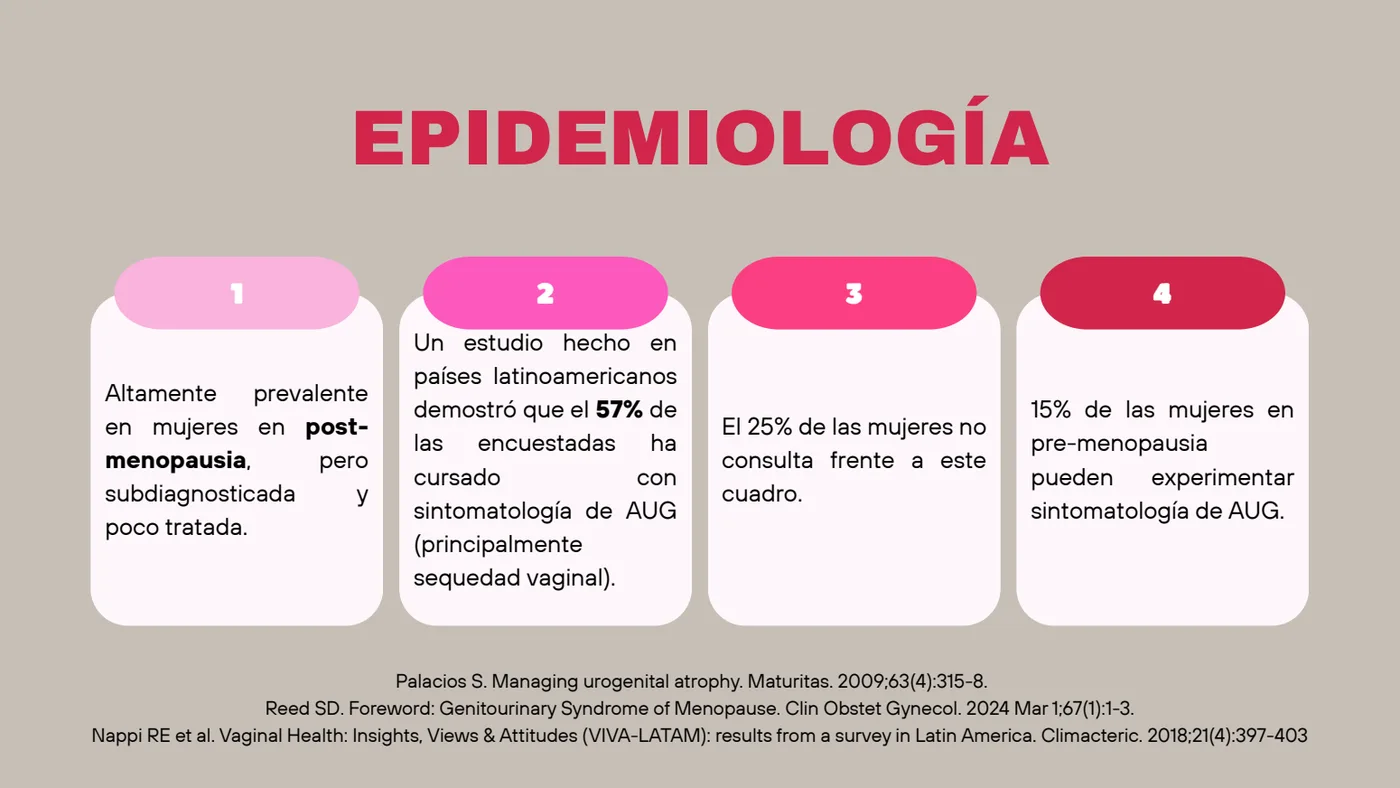 EPIDEMIOLOGÍA
1
Altamente prevalente
en mujeres en post-
menopausia, pero
subdiagnosticada y
poco tratada.
2
Un estudio hecho en
países latinoamericanos
demostró que el 57% de
las encuestadas ha
cursado con
sintomatología de AUG
(principalmente
sequedad vaginal).
3
El 25% de las mujeres no
consulta frente a este
cuadro.
4
15% de las mujeres en
pre-menopausia
pueden experimentar
sintomatología de AUG.
Palacios S. Managing urogenital atrophy. Maturitas. 2009;63(4):315-8.
Reed SD. Foreword: Genitourinary Syndrome of Menopause. Clin Obstet Gynecol. 2024 Mar 1;67(1):1-3.
Nappi RE et al. Vaginal Health: Insights, Views & Attitudes (VIVA-LATAM): results from a survey in Latin America. Climacteric. 2018;21(4):397-403